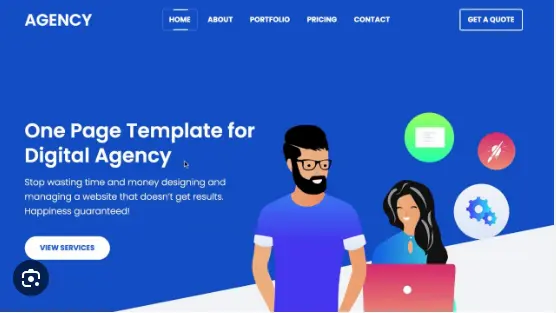 AGENCY
HOME ABOUT PORTFOLIO PRICING CONTACT
GET A QUOTE
One Page Template for
Digital Agency
Stop wasting time and money designing and
managing a website that doesn't get results.
Happiness guaranteed!
VIEW SERVICES